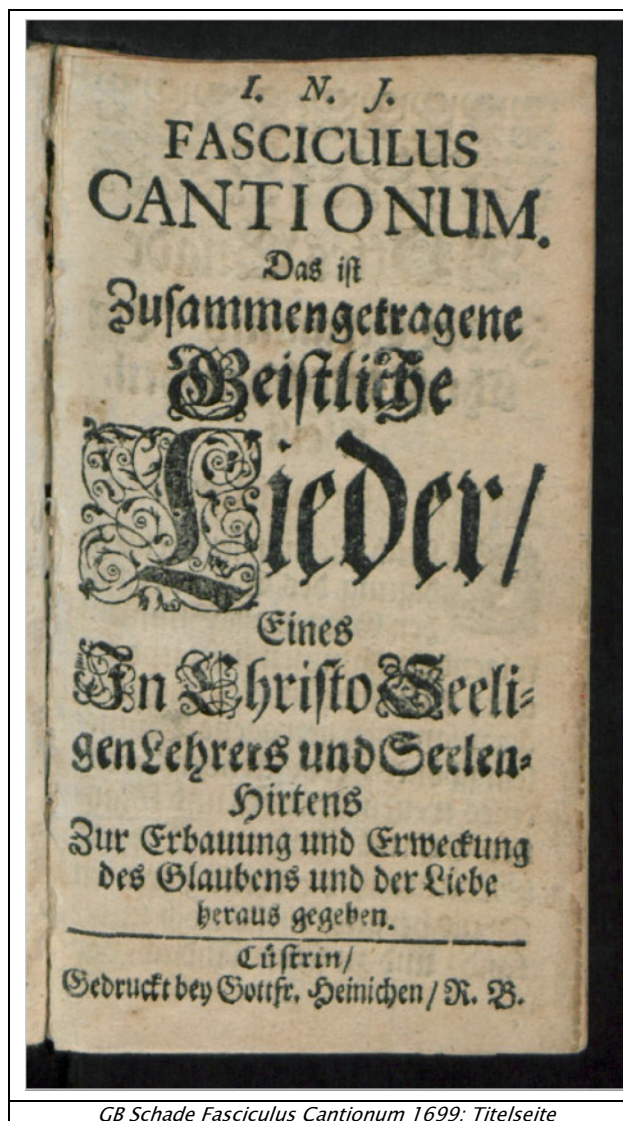 I. N. J.
FASCICULUS
CANTIONUM.
Das ist
Zusammengetragene
Geistliche
Lieder/
Eines
In Christo Seeli-
gen Lehrers und Seelen-
Hirtens
Zur Erbauung und Erweckung
des Glaubens und der Liebe
heraus gegeben.
Cüstrin/
Gedruckt bey Gottfr. Heinichen/ R. B.
GB Schade Fasciculus Cantionum 1699: Titelseite